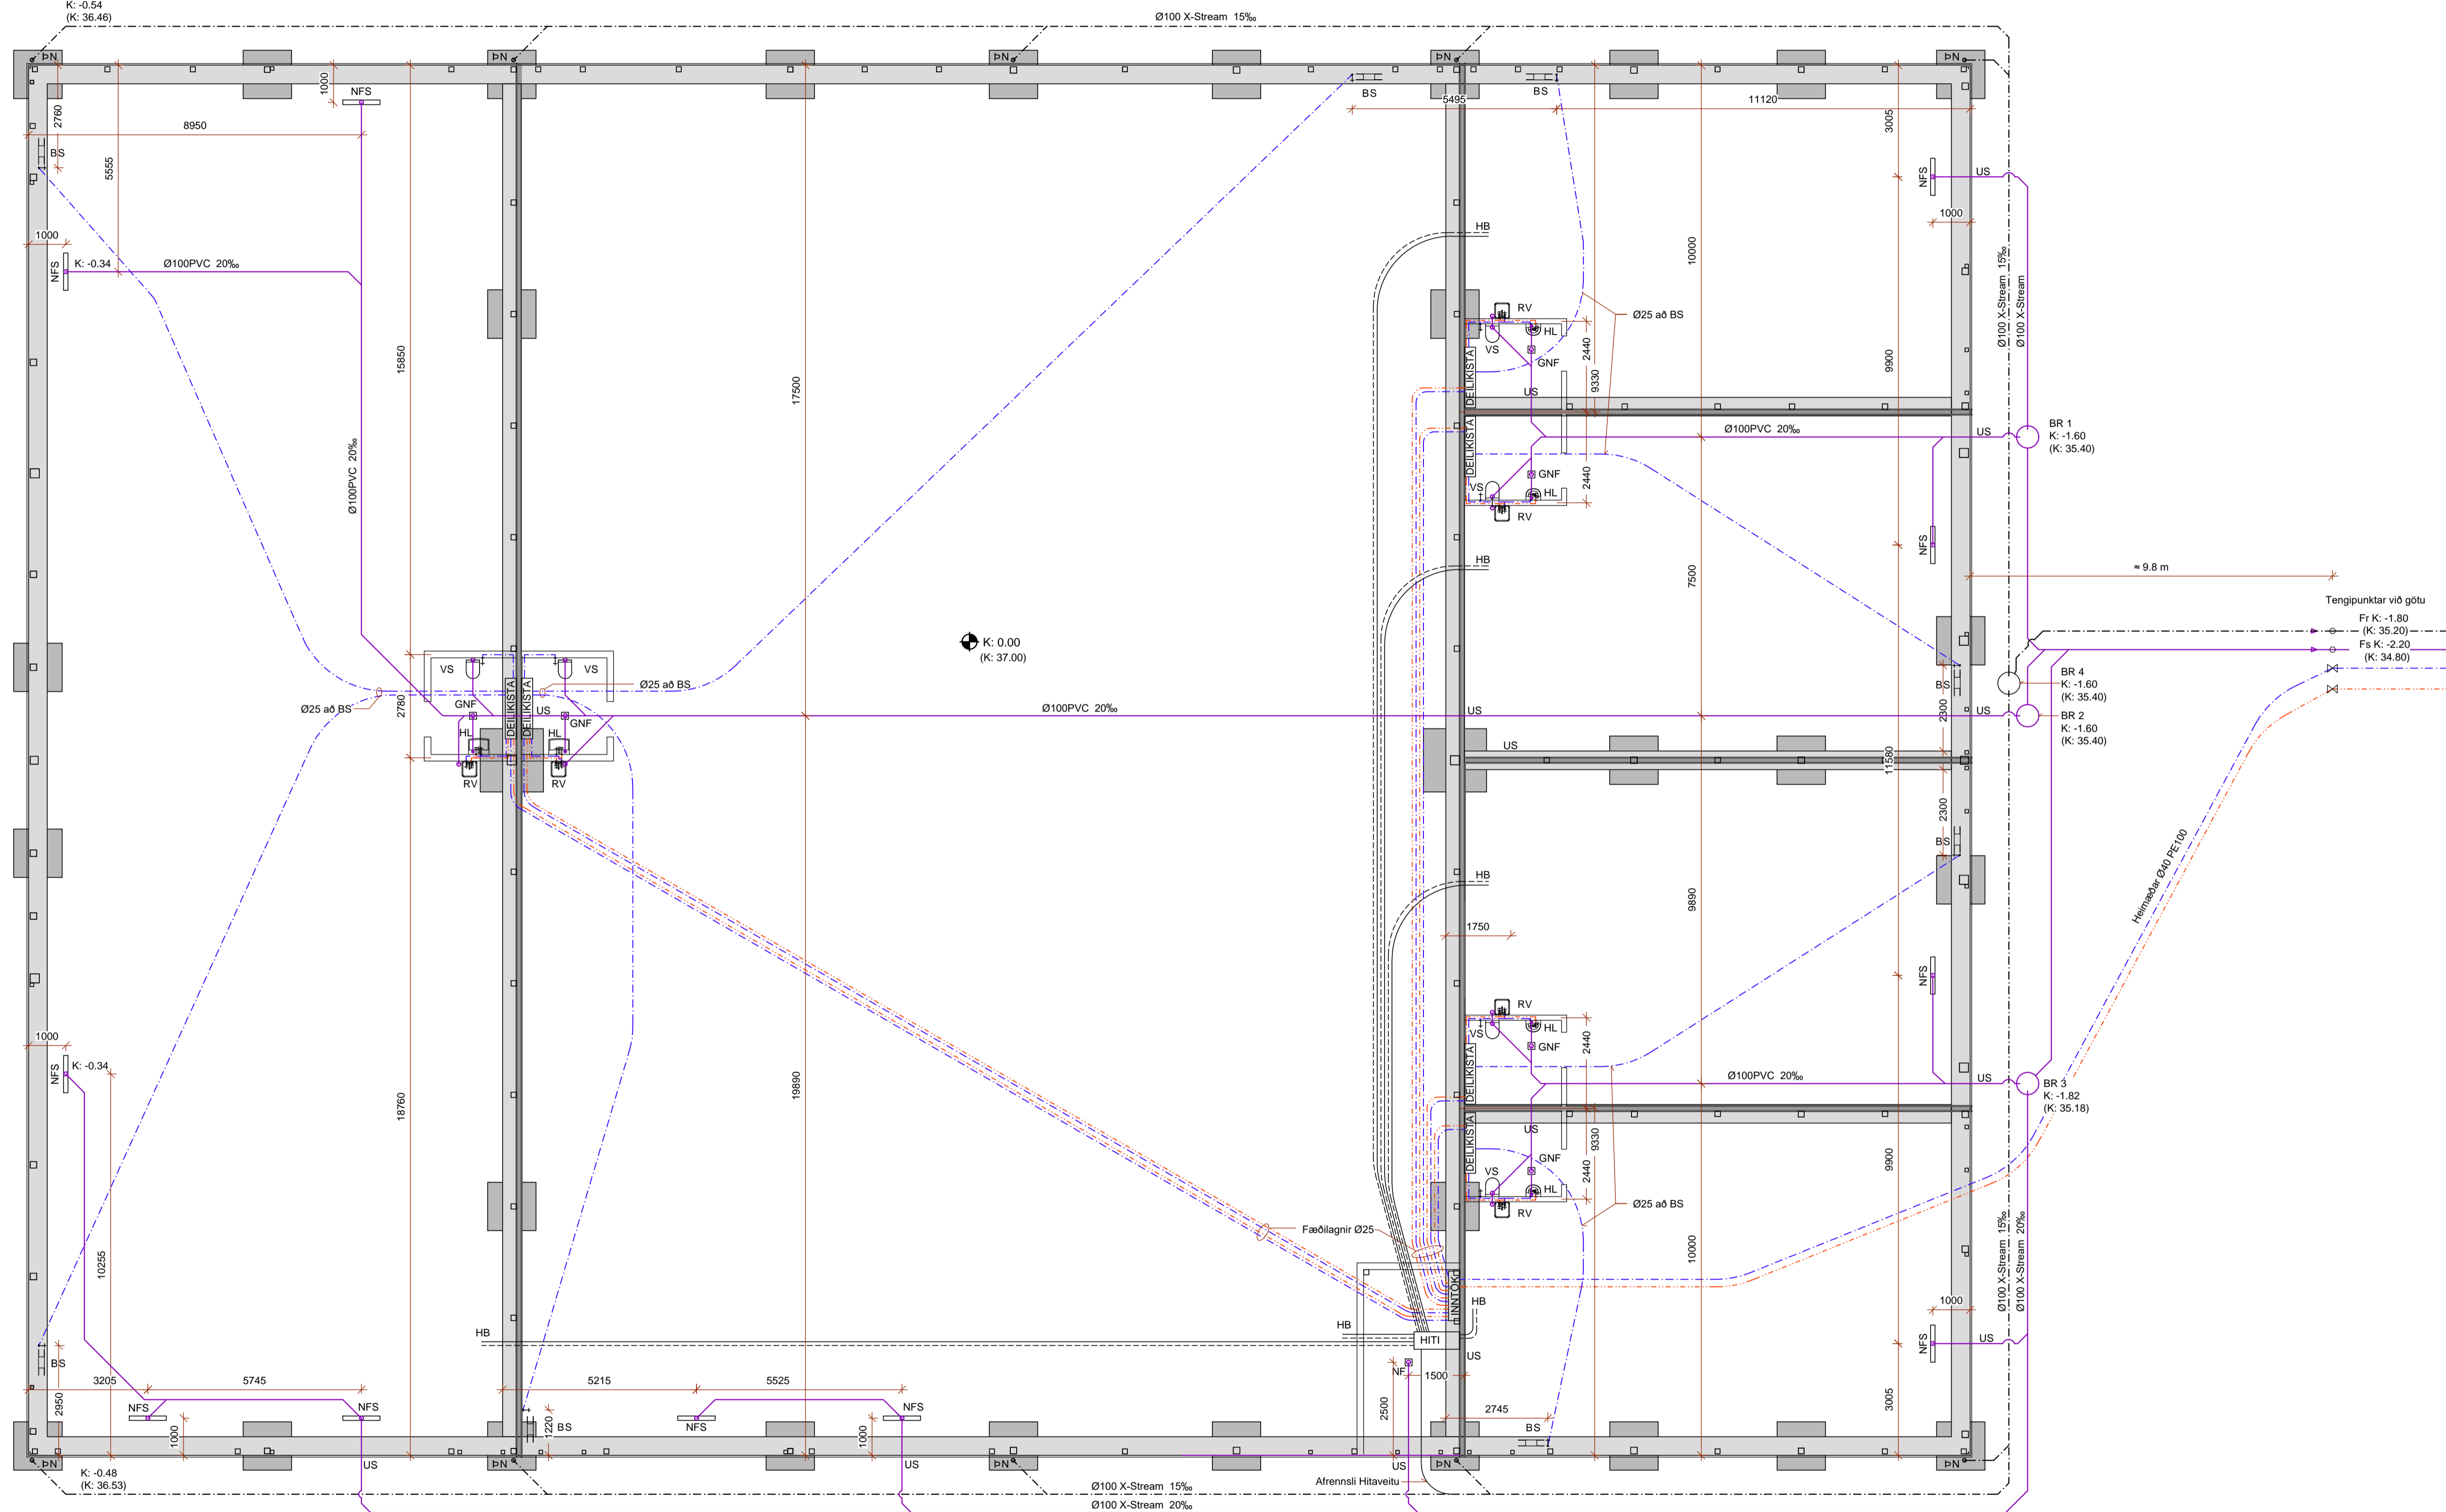 K: -0.54
(K: 36.46)
Ø100 X-Stream 15‰
ÞN
ÞN
ÞN
ÞN
ÞN
NFS
1000
2760
8950
BS
5555
1000
NFS
K: -0.34
Ø100PVC 20‰
15850
17500
Ø100PVC 20‰
BS
BS
5495
11120
3005
10000
NFS
US
1000
HB
RV
HL
VS
GNF
DEILIKISTA
2440
9330
Ø25 að BS
9900
Ø100 X-Stream 15‰
Ø100 X-Stream
US
DEILIKISTA
GNF
VS
HL
RV
2440
Ø100PVC 20‰
US
BR 1
K: -1.60
(K: 35.40)
NFS
HB
7500
≈ 9.8 m
Tengipunktar við götu
Fr K: -1.80
(K: 35.20)
Fs K: -2.20
(K: 34.80)
K: 0.00
(K: 37.00)
VS
VS
Ø25 að BS
Ø25 að BS
2780
GNF
US
GNF
DEILIKISTA
DEILIKISTA
HL
HL
RV
RV
Ø100PVC 20‰
US
US
BS
2300
BR 4
K: -1.60
(K: 35.40)
BR 2
K: -1.60
(K: 35.40)
US
11580
2300
BS
Heimæðar Ø40 PE100
HB
1750
9890
NFS
18760
19890
1000
NFS
K: -0.34
RV
VS
HL
GNF
DEILIKISTA
2440
Ø100PVC 20‰
US
BR 3
K: -1.82
(K: 35.18)
US
DEILIKISTA
9330
GNF
VS
HL
RV
2440
Ø25 að BS
9900
10255
Fæðilagnir Ø25
10000
Ø100 X-Stream 15‰
Ø100 X-Stream 20‰
INNTÖK
HB
HB
HB
HITI
1000
NFS
US
US
NF
1500
BS
3205
5745
5215
5525
2950
NFS
NFS
1000
1220
BS
NFS
NFS
1000
2500
2745
BS
3005
ÞN
ÞN
ÞN
ÞN
ÞN
K: -0.48
(K: 36.53)
US
US
US
Afrennsli Hitaveitu
Ø100 X-Stream 15‰
Ø100 X-Stream 20‰